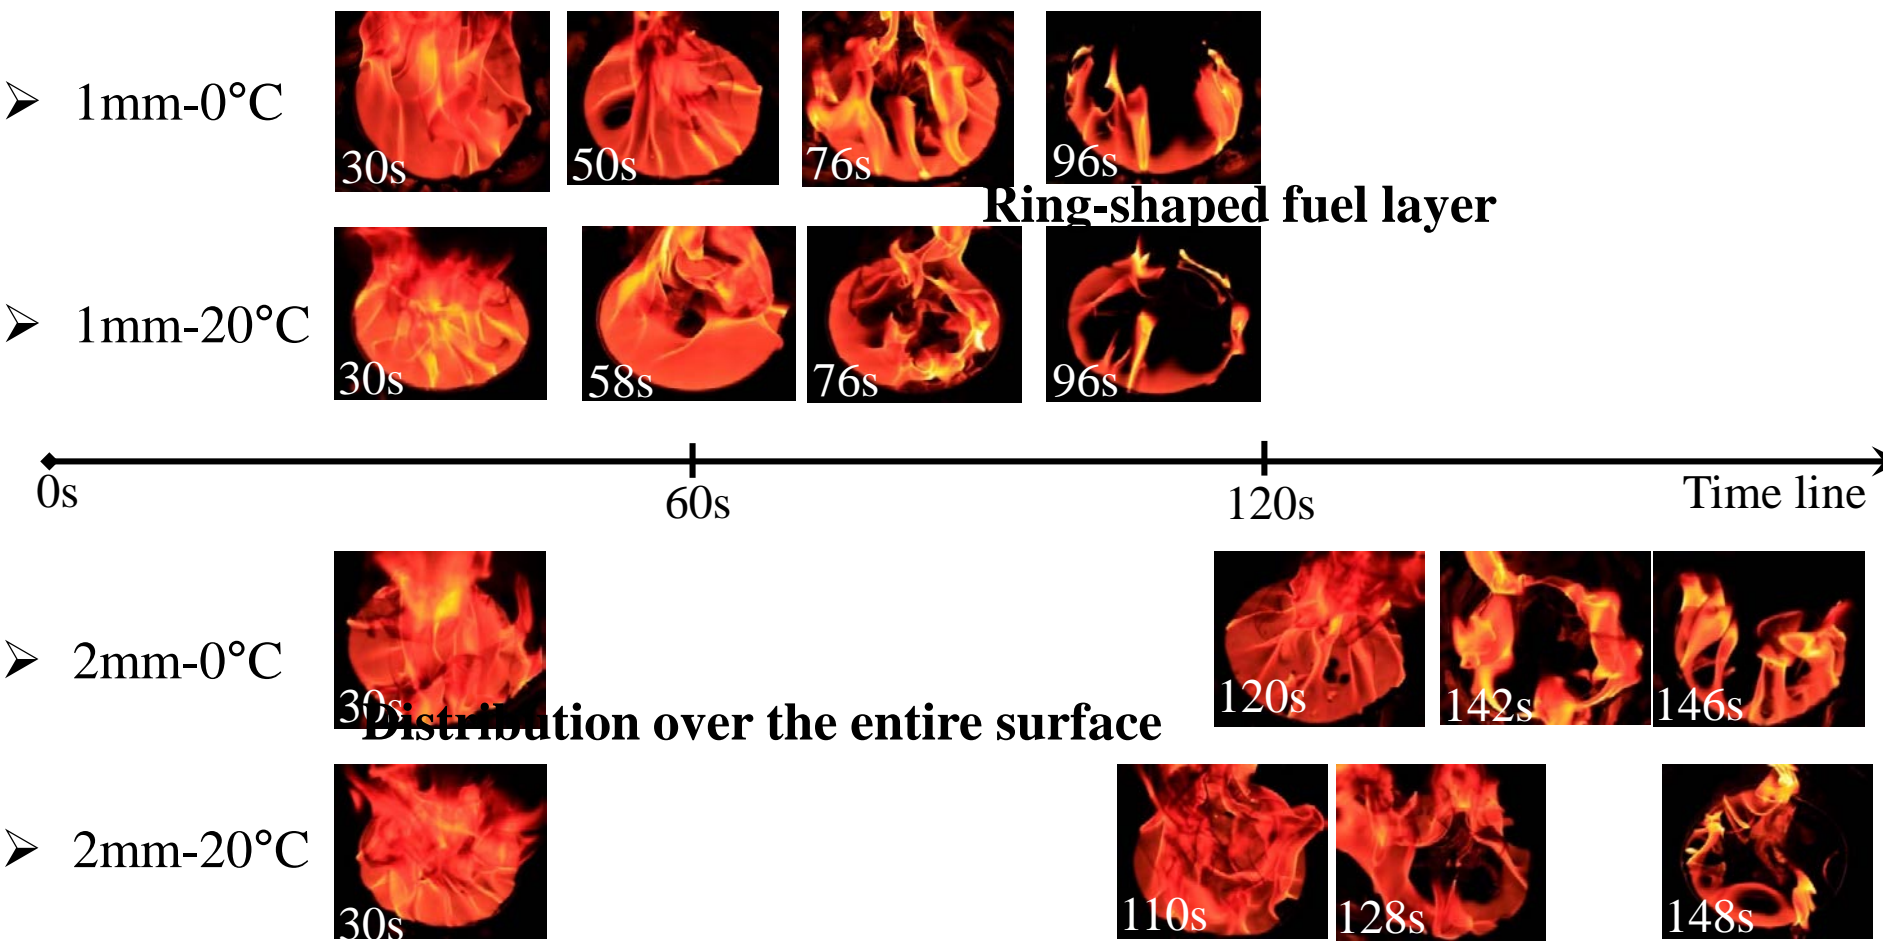 1mm-0°C
30s
50s
76s
96s
Ring-shaped fuel layer
1mm-20°C
30s
58s
76s
96s
0s
60s
120s
Time line
2mm-0°C
30s
120s
142s
146s
Distribution over the entire surface
2mm-20°C
30s
110s
128s
148s